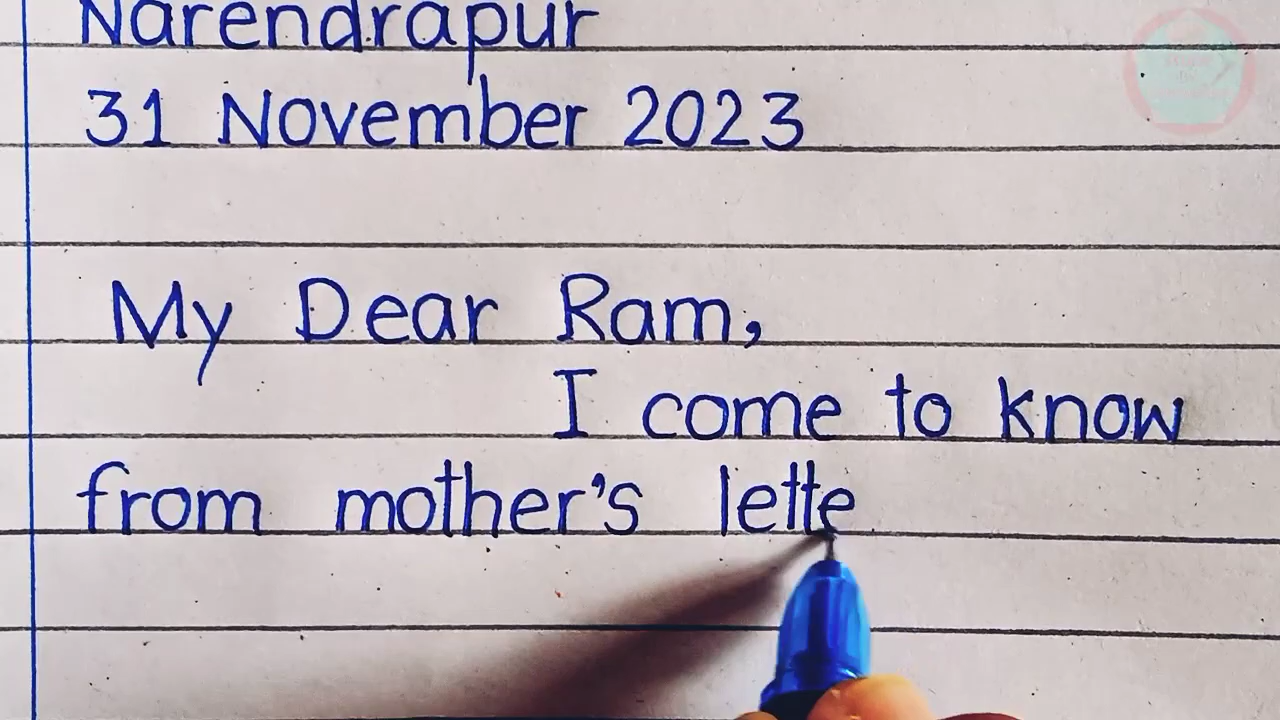 Narendrapur
31 November 2023
My Dear Ram,
I come to know
from mother's lette